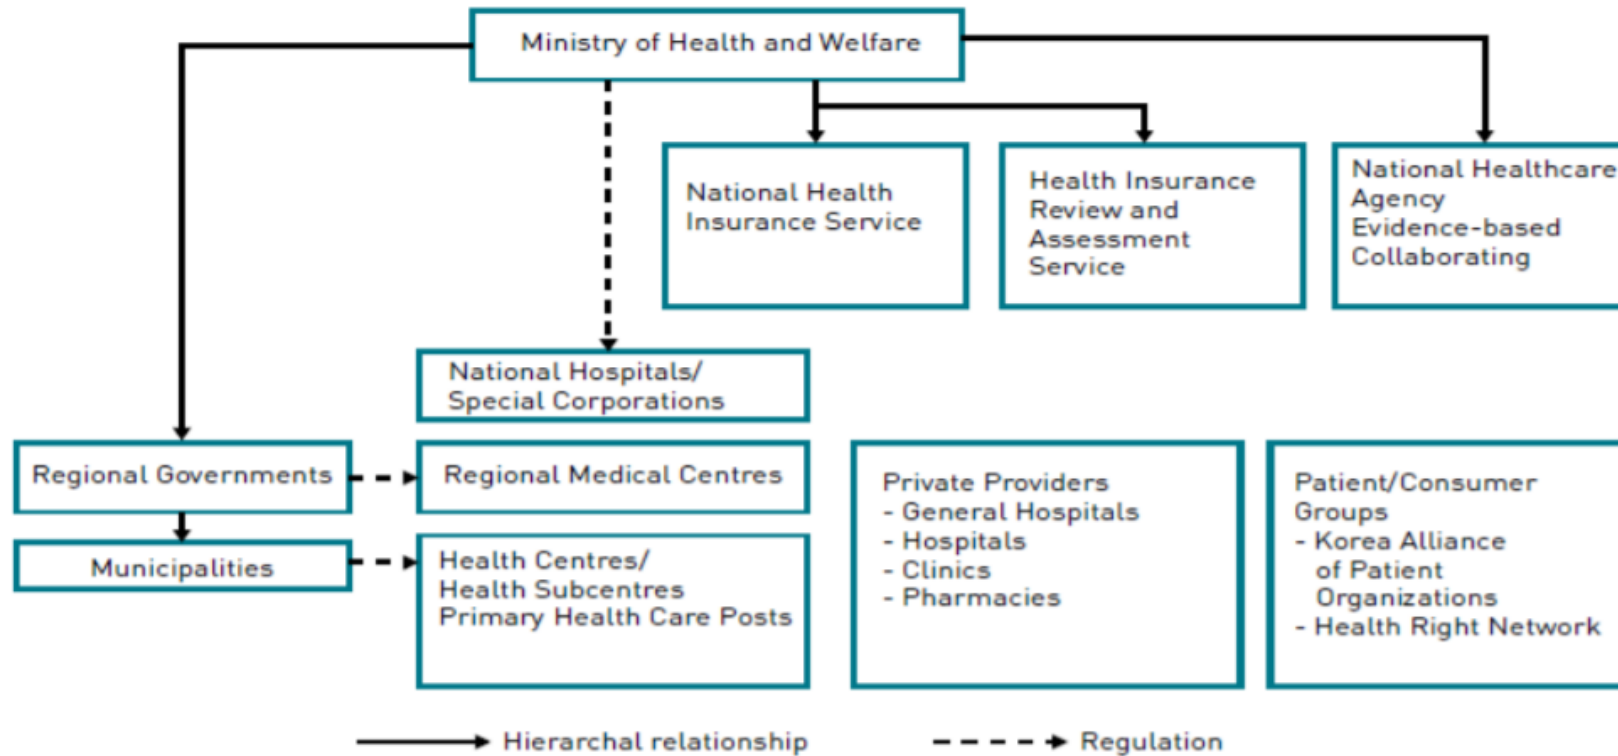 Ministry of Health and Welfare
National Health
Insurance Service
Health Insurance
Review and
Assessment
Service
National Healthcare
Agency
Evidence-based
Collaborating
National Hospitals/
Special Corporations
Regional Governments
Regional Medical Centres
Municipalities
Health Centres/
Health Subcentres
Primary Health Care Posts
Private Providers
- General Hospitals
- Hospitals
- Clinics
- Pharmacies
Patient/Consumer
Groups
- Korea Alliance
of Patient
Organizations
- Health Right Network
Hierarchal relationship
Regulation